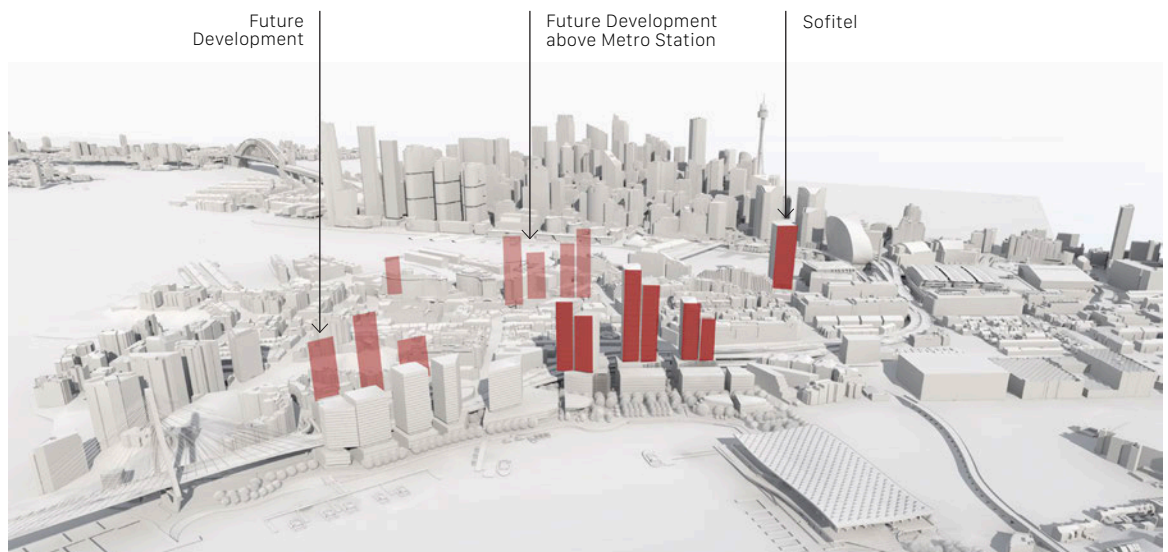 Future
Development
Future Development
above Metro Station
Sofitel